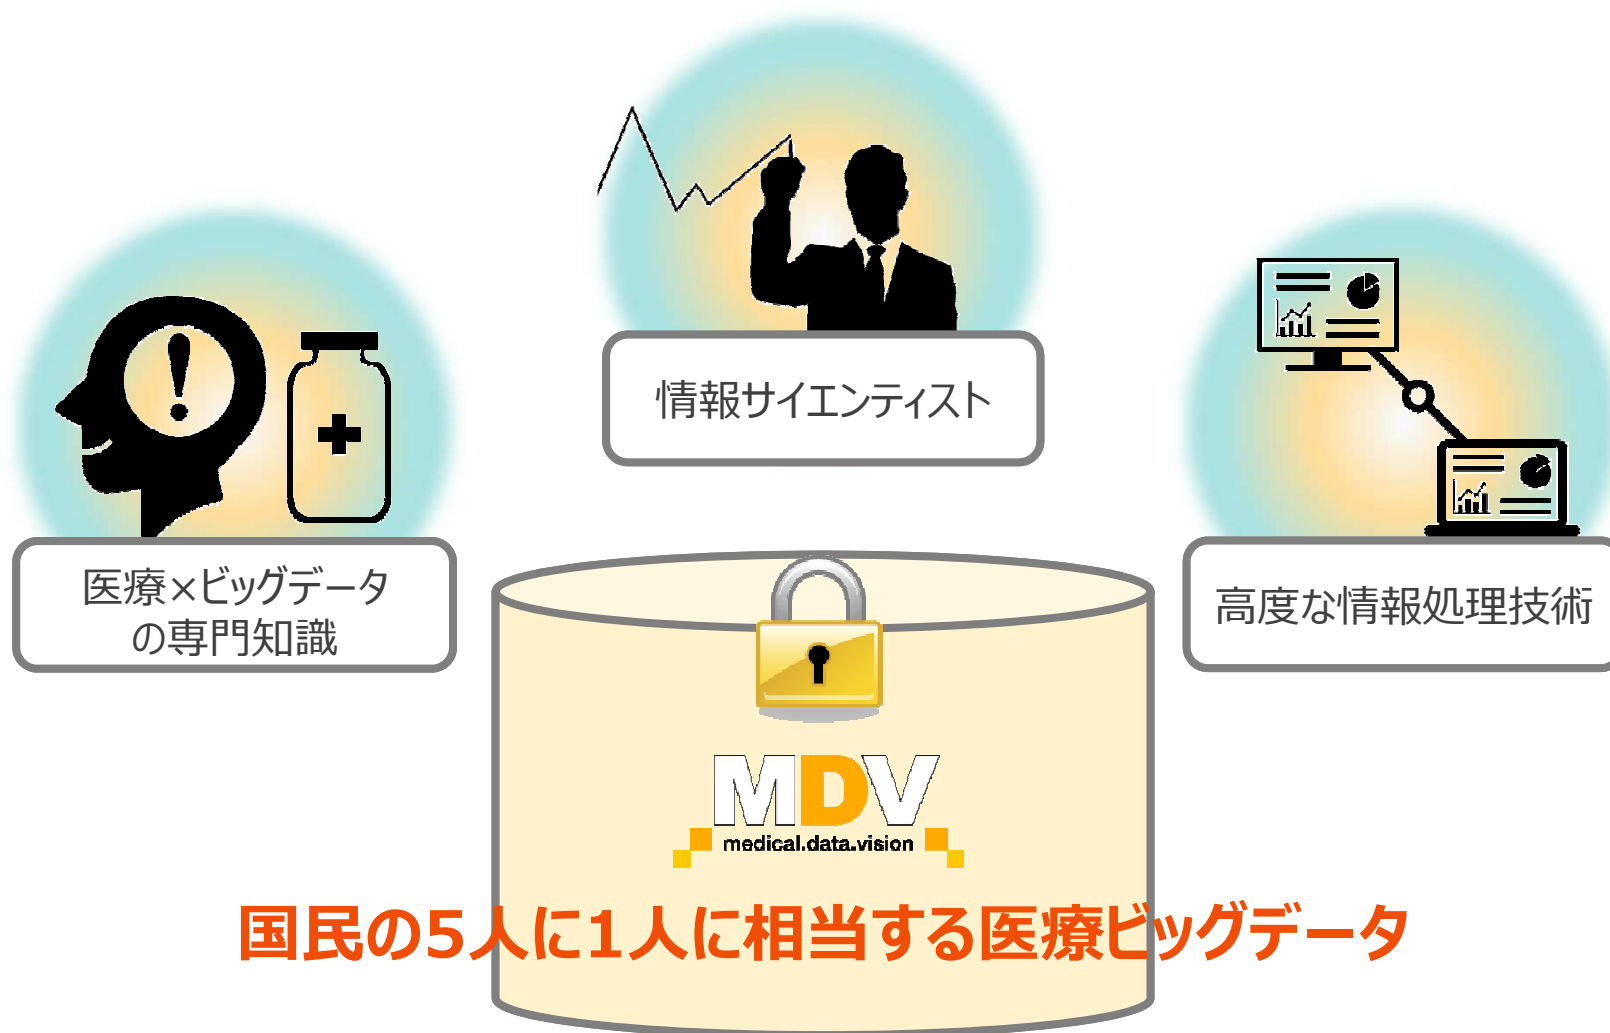 情報サイエンティスト
医療×ビッグデータ
の専門知識
高度な情報処理技術
MDV
medical.data.vision
国民の5人に1人に相当する医療ビッグデータ